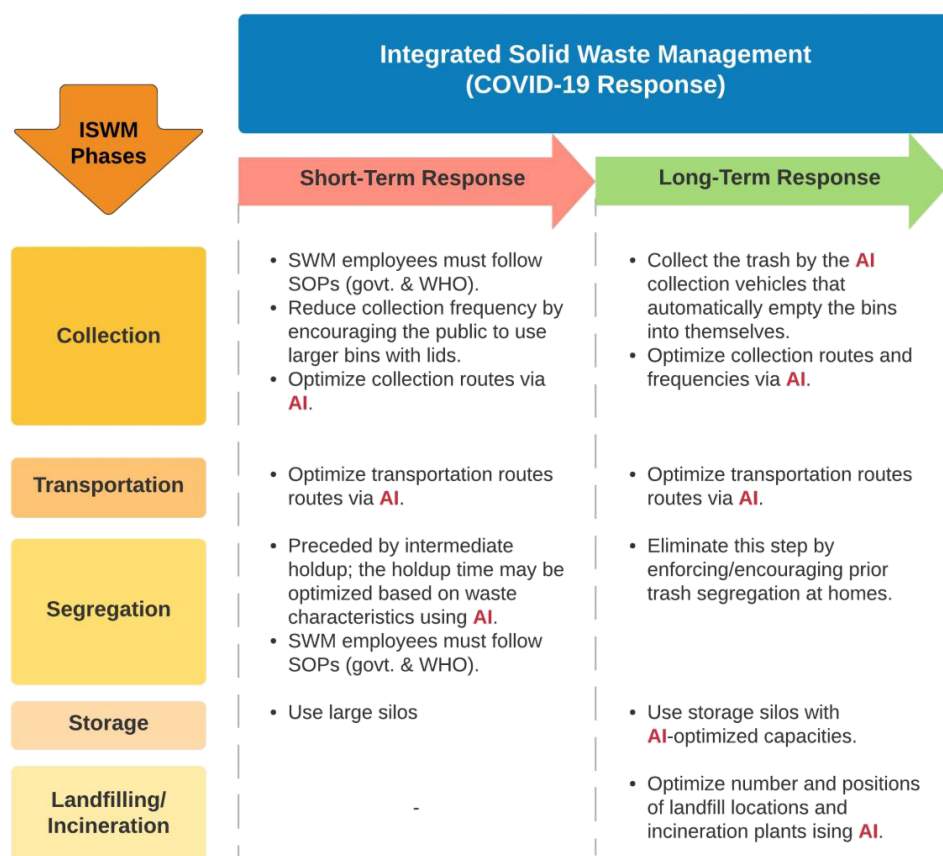 Integrated Solid Waste Management
(COVID-19 Response)
ISWM
Phases
Short-Term Response
Long-Term Response
Collection
• SWM employees must follow
SOPs (govt. & WHO).
• Reduce collection frequency by
encouraging the public to use
larger bins with lids.
• Optimize collection routes via
AI.
• Collect the trash by the AI
collection vehicles that
automatically empty the bins
into themselves.
• Optimize collection routes and
frequencies via AI.
Transportation
• Optimize transportation routes
routes via AI.
• Optimize transportation routes
routes via AI.
Segregation
• Preceded by intermediate
holdup; the holdup time may be
optimized based on waste
characteristics using AI.
• SWM employees must follow
SOPs (govt. & WHO).
• Eliminate this step by
enforcing/encouraging prior
trash segregation at homes.
Storage
• Use large silos
• Use storage silos with
AI-optimized capacities.
Landfilling/
Incineration
-
• Optimize number and positions
of landfill locations and
incineration plants ising AI.